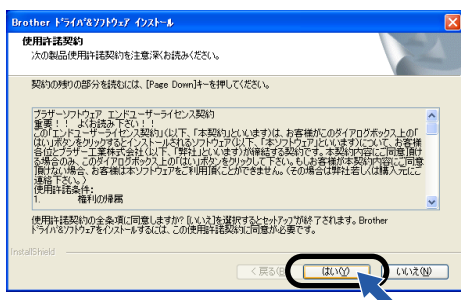 Brother ﾄﾞﾗｲﾊﾞ&ｿﾌﾄｳｪｱ ｲﾝｽﾄｰﾙ
使用許諾契約
次の製品使用許諾契約を注意深くお読みください。
契約の残りの部分を読むには、[Page Down]キーを押してください。
ブラザーソフトウェア エンドユーザーライセンス契約
重要！！ よくお読み下さい！！
この「エンドユーザーライセンス契約」（以下、「本契約」といいます）は、お客様がこのダイアログボックス上の「
はい」ボタンをクリックするとインストールされるソフトウェア（以下、「本ソフトウェア」といいます）について、お客様
各位とブラザー工業株式会社（以下、「弊社」といいます）が締結する契約です。本契約内容にご同意頂け
る場合のみ、このダイアログボックス上の「はい」ボタンをクリックして下さい。もしお客様が本契約内容にご同意
頂けない場合、お客様は本ソフトウェアをご利用頂くことができません。（その場合は弊社若しくは購入元にご
連絡下さい。）
使用許諾条件：
1. 権利の帰属
使用許諾契約の全条項に同意しますか? [いいえ]を選択するとｾｯﾄｱｯﾌﾟが終了されます。Brother
ﾄﾞﾗｲﾊﾞ&ｿﾌﾄｳｪｱをインストールするには、この使用許諾契約に同意が必要です。
InstallShield
< 戻る(B) はい(Y) いいえ(N)